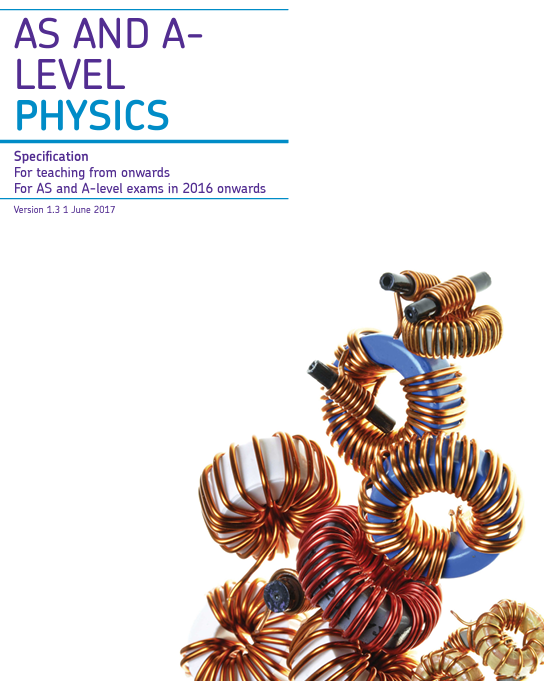 AS AND A-
LEVEL
PHYSICS
Specification
For teaching from onwards
For AS and A-level exams in 2016 onwards
Version 1.3 1 June 2017